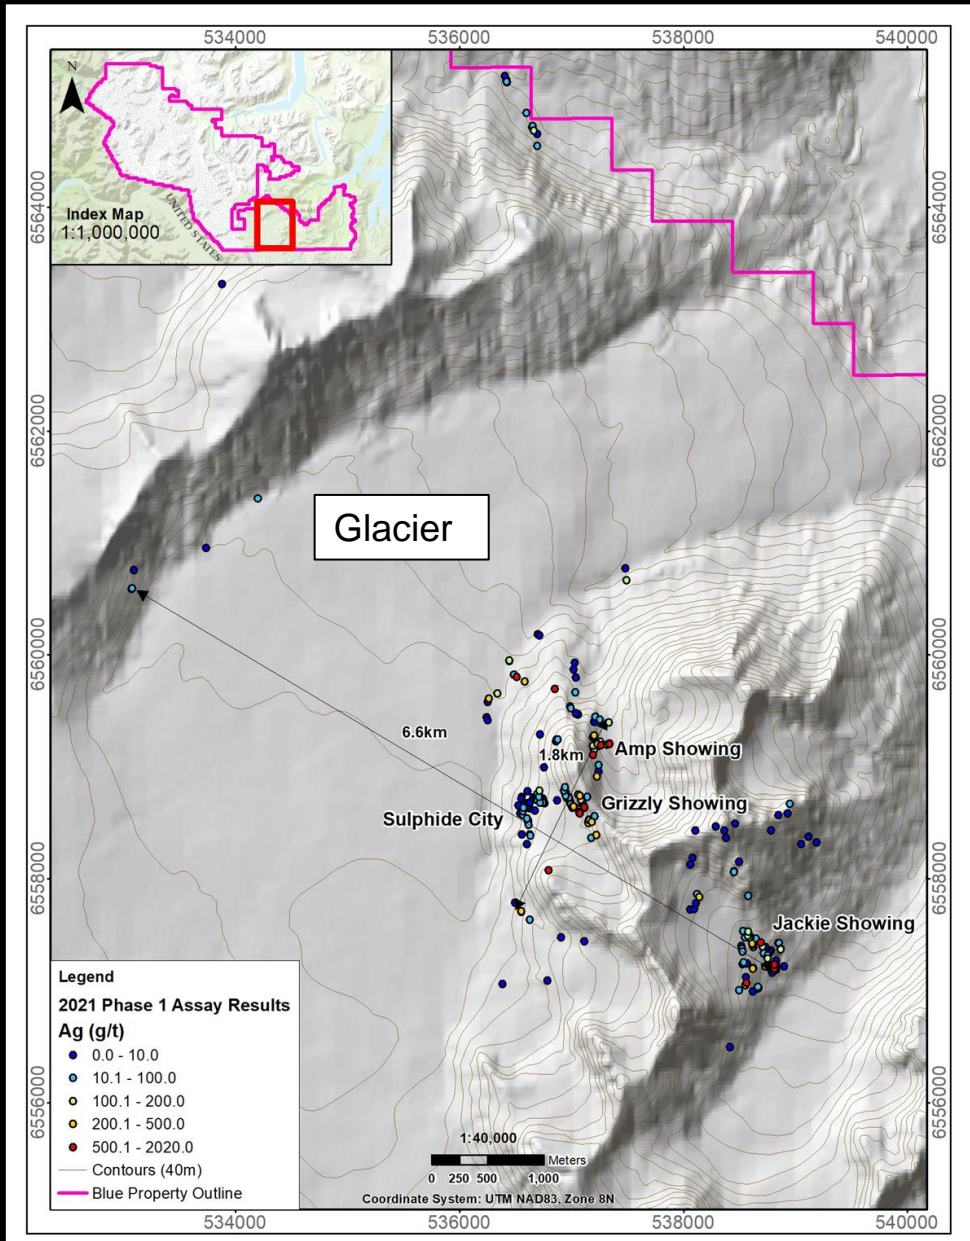 534000
536000
538000
540000
N
Index Map
1:1,000,000
UNITED STATES
6564000
6564000
6562000
6562000
Glacier
6560000
6560000
6.6km
1.8km
Amp Showing
Grizzly Showing
Sulphide City
6558000
6558000
Jackie Showing
Legend
2021 Phase 1 Assay Results
Ag (g/t)
0.0 - 10.0
10.1 - 100.0
100.1 - 200.0
200.1 - 500.0
500.1 - 2020.0
Contours (40m)
Blue Property Outline
6556000
6556000
1:40,000
Meters
0 250 500 1,000
Coordinate System: UTM NAD83, Zone 8N
534000
536000
538000
540000